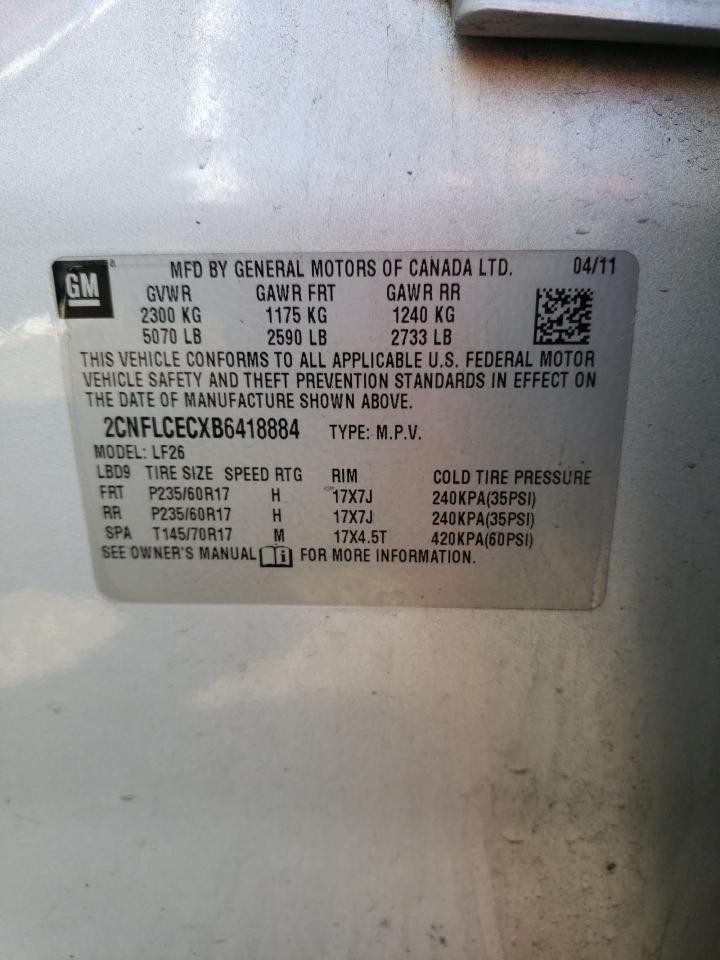 GM
MFD BY GENERAL MOTORS OF CANADA LTD. 04/11
GVWR GAWR FRT GAWR RR
2300 KG 1175 KG 1240 KG
5070 LB 2590 LB 2733 LB
THIS VEHICLE CONFORMS TO ALL APPLICABLE U.S. FEDERAL MOTOR
VEHICLE SAFETY AND THEFT PREVENTION STANDARDS IN EFFECT ON
THE DATE OF MANUFACTURE SHOWN ABOVE.
2CNFLCECXB6418884 TYPE: M.P.V.
MODEL: LF26
LBD9 TIRE SIZE SPEED RTG RIM COLD TIRE PRESSURE
FRT P235/60R17 H 17X7J 240KPA(35PSI)
RR P235/60R17 H 17X7J 240KPA(35PSI)
SPA T145/70R17 M 17X4.5T 420KPA(60PSI)
SEE OWNER'S MANUAL FOR MORE INFORMATION.